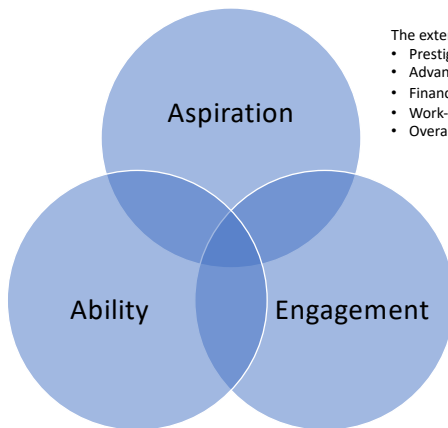 The exte
• Prestig
• Advan
• Financ
• Work-
• Overa
Aspiration
Ability
Engagement